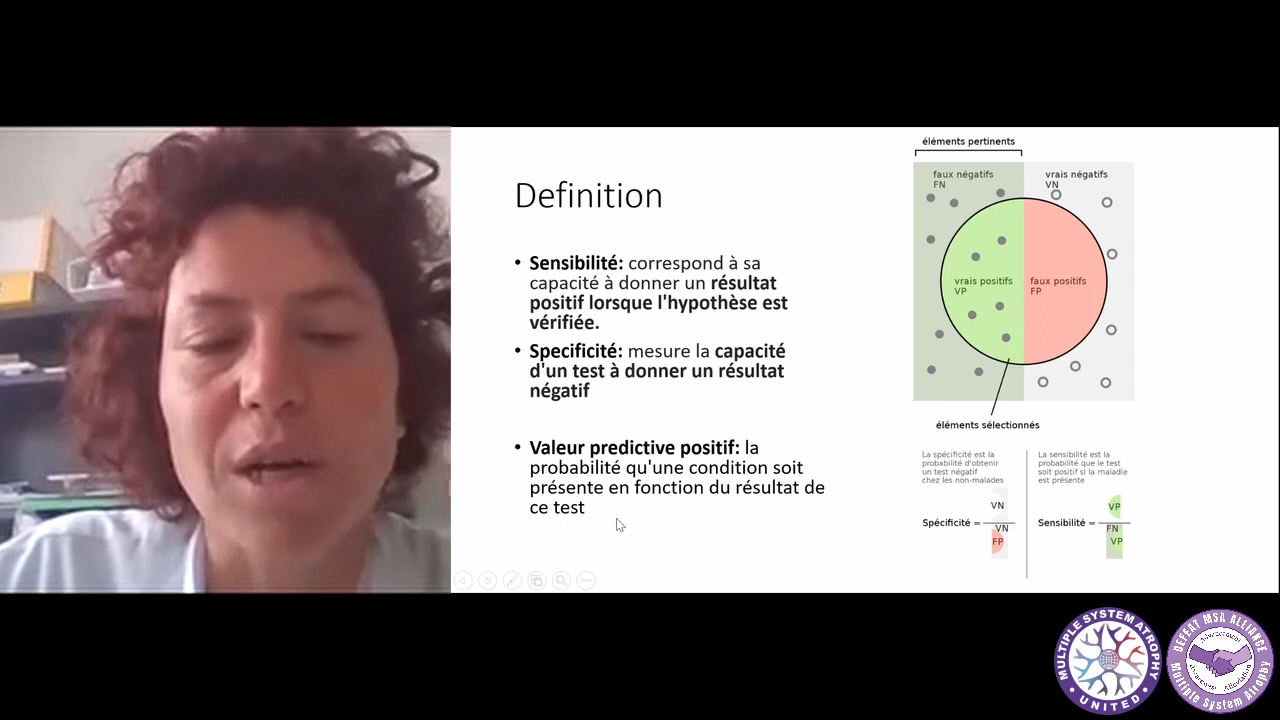 Definition
• Sensibilité: correspond à sa
capacité à donner un résultat
positif lorsque l'hypothèse est
vérifiée.
• Specificité: mesure la capacité
d'un test à donner un résultat
négatif
• Valeur predictive positif: la
probabilité qu'une condition soit
présente en fonction du résultat de
ce test
éléments pertinents
faux négatifs
FN
vrais négatifs
VN
vrais positifs
VP
faux positifs
FP
éléments sélectionnés
La spécificité est la
probabilité d'obtenir
un test négatif
chez les non-malades
VN
Spécificité =
VN
FP
La sensibilité est la
probabilité que le test
soit positif si la maladie
est présente
VP
Sensibilité =
FN
VP
MULTIPLE SYSTEM ATROPHY
• UNITED •
DEFEAT MSA ALLIANCE
Multiple System Atrophy